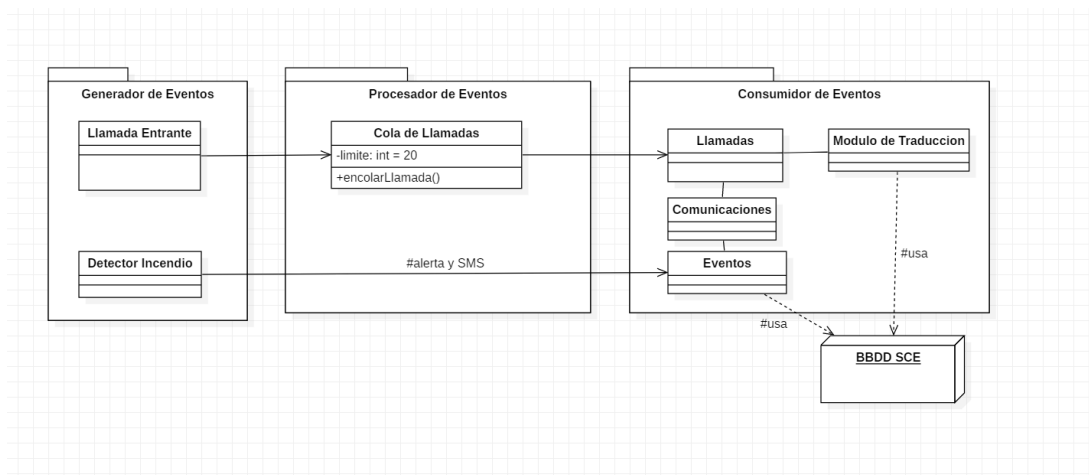 Generador de Eventos
Llamada Entrante
Detector Incendio
Procesador de Eventos
Cola de Llamadas
-limite: int = 20
+encolarLlamada()
#alerta y SMS
Consumidor de Eventos
Llamadas
Modulo de Traduccion
Comunicaciones
Eventos
#usa
#usa
BBDD SCE